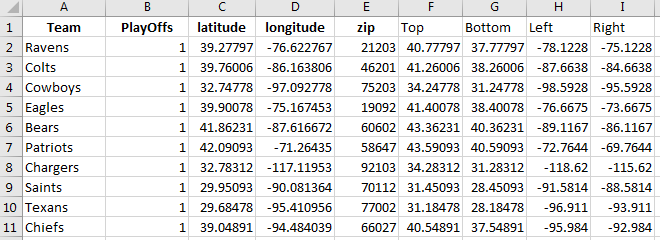 A B C D E F G H I
1 Team PlayOffs latitude longitude zip Top Bottom Left Right
2 Ravens 1 39.27797 -76.622767 21203 40.77797 37.77797 -78.1228 -75.1228
3 Colts 1 39.76006 -86.163806 46201 41.26006 38.26006 -87.6638 -84.6638
4 Cowboys 1 32.74778 -97.092778 75203 34.24778 31.24778 -98.5928 -95.5928
5 Eagles 1 39.90078 -75.167453 19092 41.40078 38.40078 -76.6675 -73.6675
6 Bears 1 41.86231 -87.616672 60602 43.36231 40.36231 -89.1167 -86.1167
7 Patriots 1 42.09093 -71.26435 58647 43.59093 40.59093 -72.7644 -69.7644
8 Chargers 1 32.78312 -117.11953 92103 34.28312 31.28312 -118.62 -115.62
9 Saints 1 29.95093 -90.081364 70112 31.45093 28.45093 -91.5814 -88.5814
10 Texans 1 29.68478 -95.410956 77002 31.18478 28.18478 -96.911 -93.911
11 Chiefs 1 39.04891 -94.484039 66027 40.54891 37.54891 -95.984 -92.984